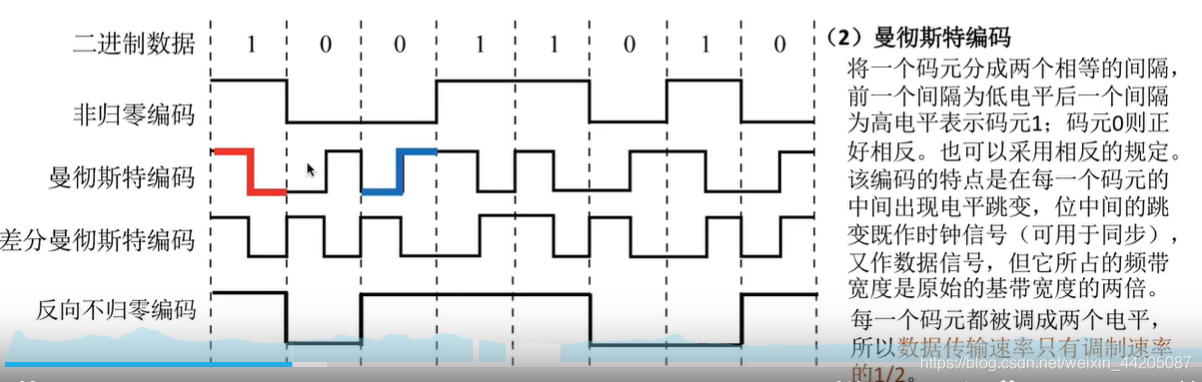 二进制数据 1 0 0 1 1 0 1 0
非归零编码
曼彻斯特编码
差分曼彻斯特编码
反向不归零编码
（2）曼彻斯特编码
将一个码元分成两个相等的间隔，
前一个间隔为低电平后一个间隔
为高电平表示码元1；码元0则正
好相反。也可以采用相反的规定。
该编码的特点是在每一个码元的
中间出现电平跳变，位中间的跳
变既作时钟信号（可用于同步），
又作数据信号，但它所占的频带
宽度是原始的基带宽度的两倍。
每一个码元都被调成两个电平，
所以数据传输速率只有调制速率
的1/2。
https://blog.csdn.net/weixin_44205087